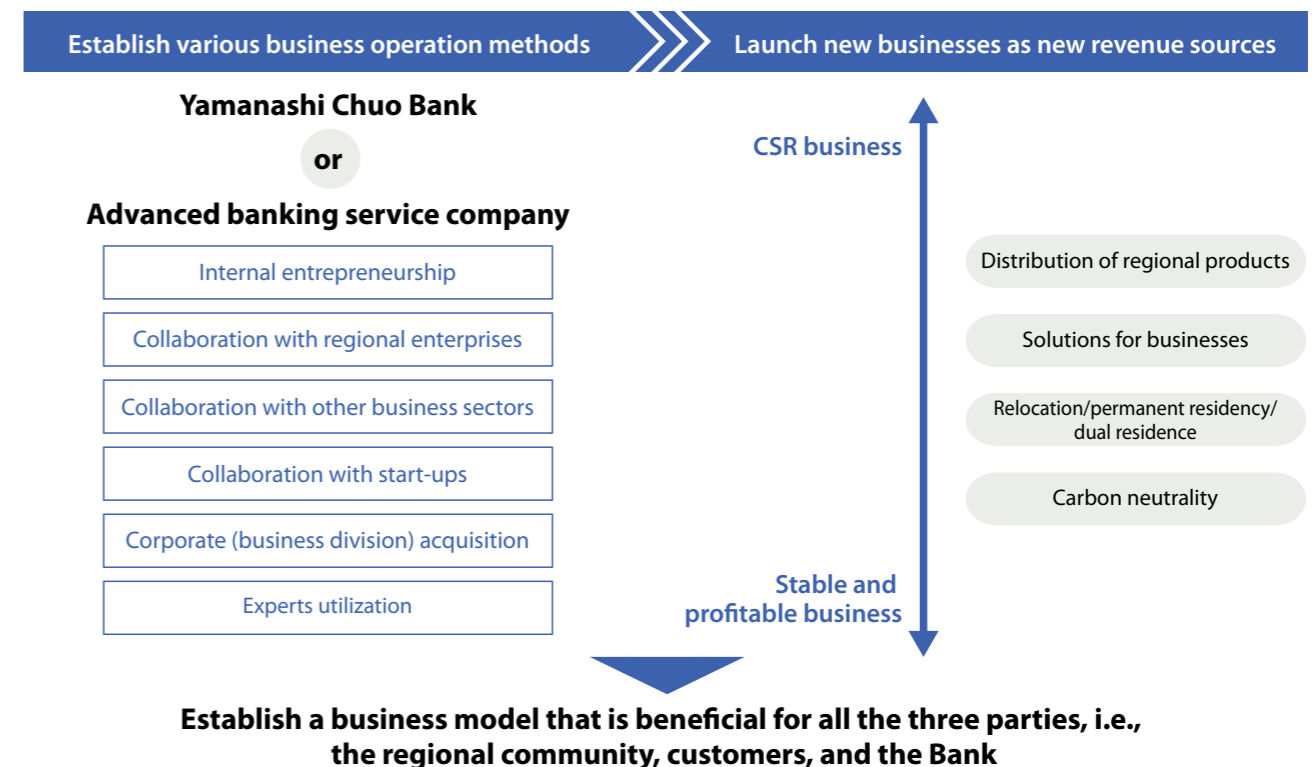 Establish various business operation methods
Launch new businesses as new revenue sources
Yamanashi Chuo Bank
or
Advanced banking service company
Internal entrepreneurship
Collaboration with regional enterprises
Collaboration with other business sectors
Collaboration with start-ups
Corporate (business division) acquisition
Experts utilization
CSR business
Stable and
profitable business
Distribution of regional products
Solutions for businesses
Relocation/permanent residency/
dual residence
Carbon neutrality
Establish a business model that is beneficial for all the three parties, i.e.,
the regional community, customers, and the Bank